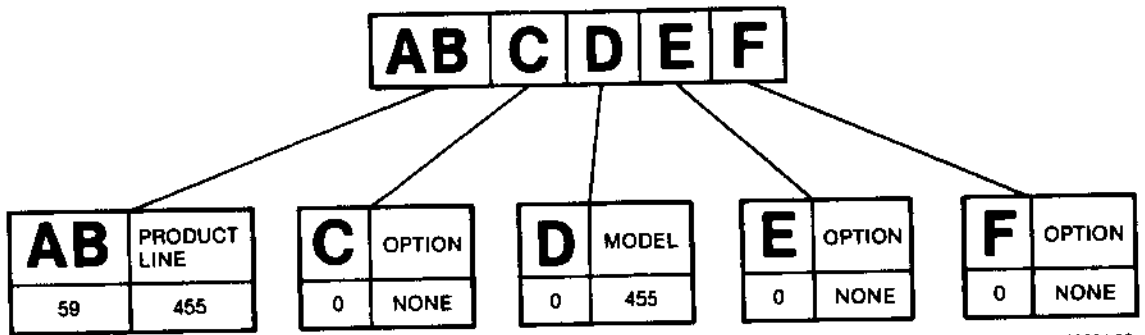 AB C D E F
AB PRODUCT LINE C OPTION D MODEL E OPTION F OPTION
59 455 0 NONE 0 455 0 NONE 0 NONE